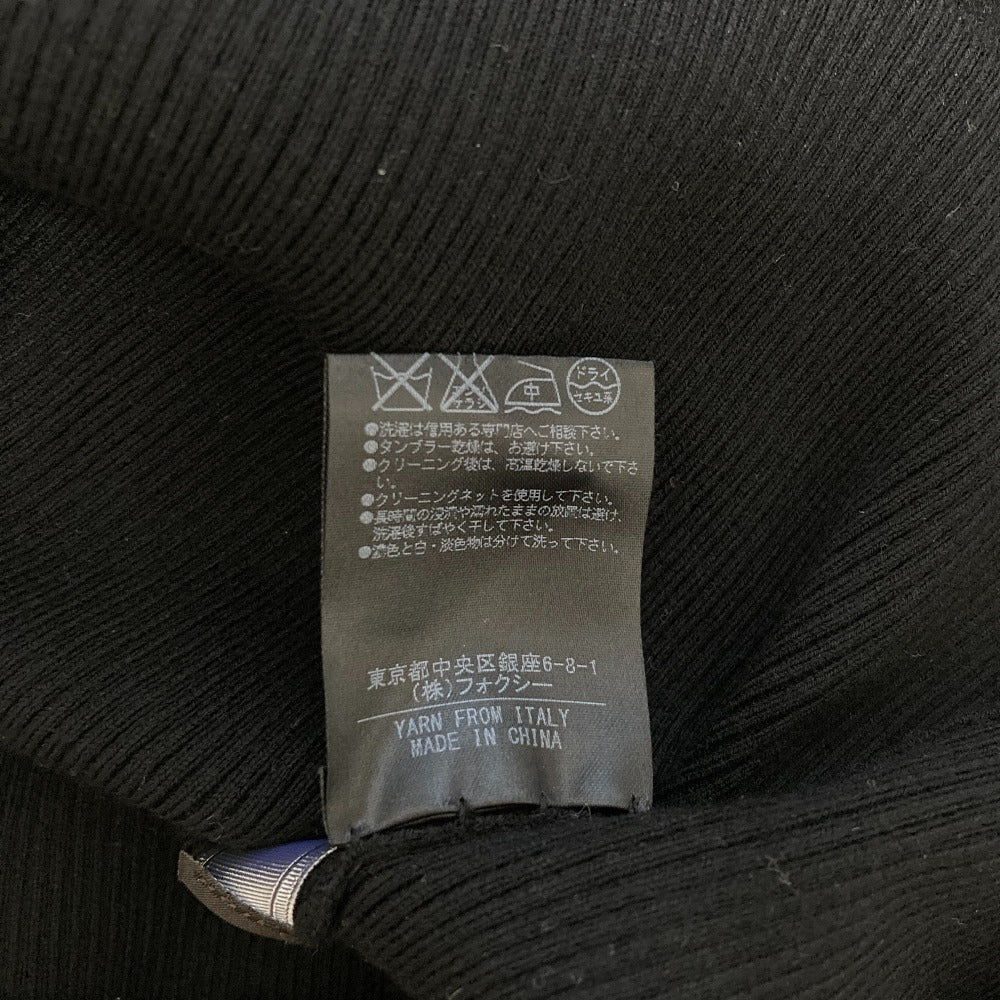 エンソ
サラシ
中
ドライ
セキユ系
●洗濯は信用ある専門店へご相談下さい。
●タンブラー乾燥は、お避け下さい。
●クリーニング後は、高温乾燥しないで下さ
い。
●クリーニングネットを使用して下さい。
●長時間の浸漬や濡れたままの放置は避け、
洗濯後すばやく干して下さい。
●濃色と白・淡色物は分けて洗って下さい。
東京都中央区銀座6-8-1
(株)フォクシー
YARN FROM ITALY
MADE IN CHINA